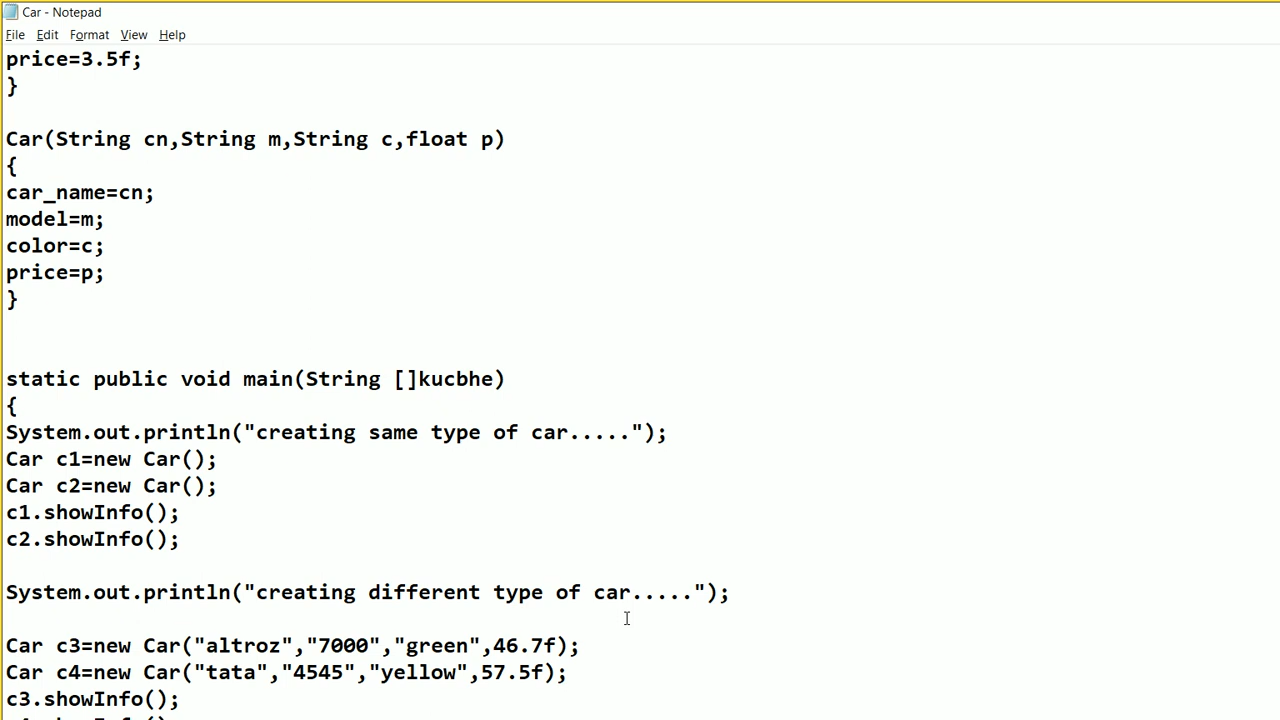 Car - Notepad
File Edit Format View Help
price=3.5f;
}
Car(String cn,String m,String c,float p)
{
car_name=cn;
model=m;
color=c;
price=p;
}
static public void main(String []kucbhe)
{
System.out.println("creating same type of car.....");
Car c1=new Car();
Car c2=new Car();
c1.showInfo();
c2.showInfo();
System.out.println("creating different type of car.....");
Car c3=new Car("altroz","7000","green",46.7f);
Car c4=new Car("tata","4545","yellow",57.5f);
c3.showInfo();